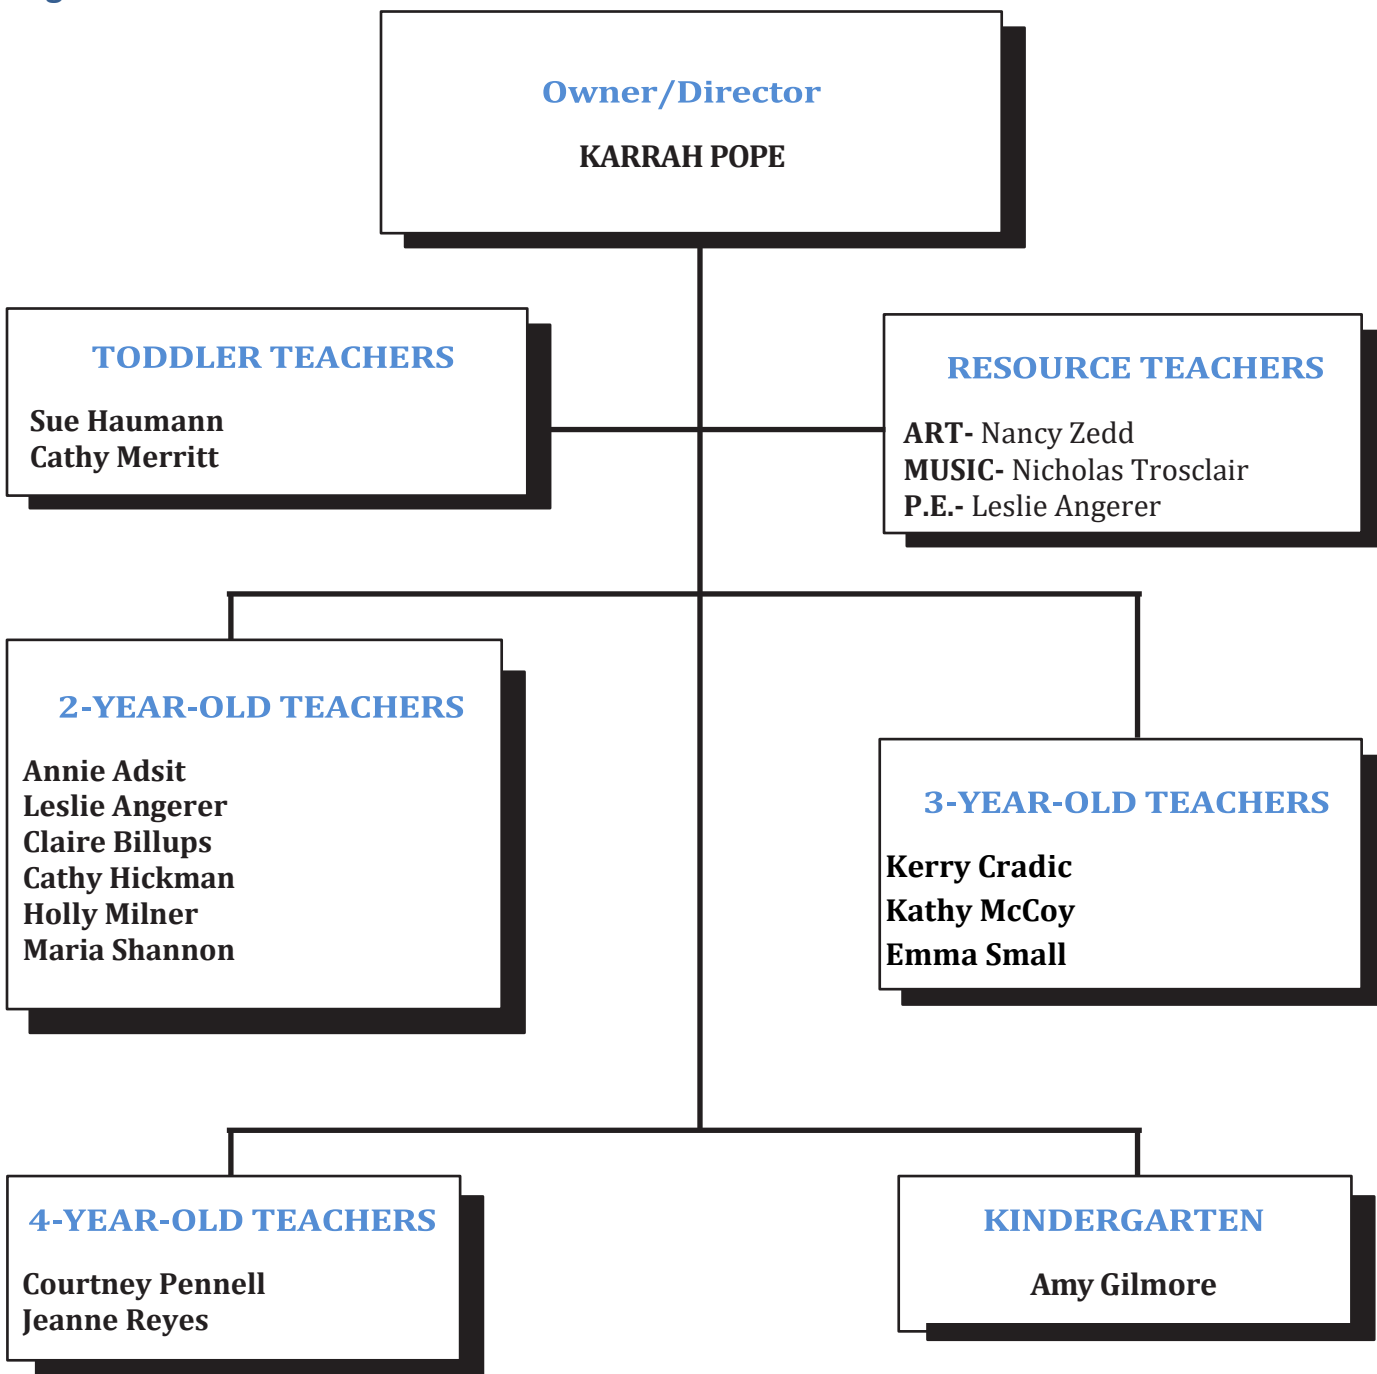 Owner/Director
KARRAH POPE
TODDLER TEACHERS
Sue Haumann
Cathy Merritt
RESOURCE TEACHERS
ART- Nancy Zedd
MUSIC- Nicholas Trosclair
P.E.- Leslie Angerer
2-YEAR-OLD TEACHERS
Annie Adsit
Leslie Angerer
Claire Billups
Cathy Hickman
Holly Milner
Maria Shannon
3-YEAR-OLD TEACHERS
Kerry Cradic
Kathy McCoy
Emma Small
4-YEAR-OLD TEACHERS
Courtney Pennell
Jeanne Reyes
KINDERGARTEN
Amy Gilmore